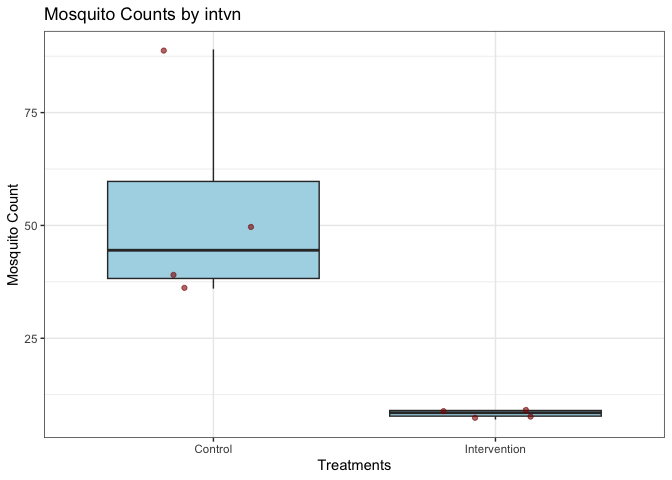 Mosquito Counts by intvn
75
50
25
Mosquito Count
Control
Intervention
Treatments